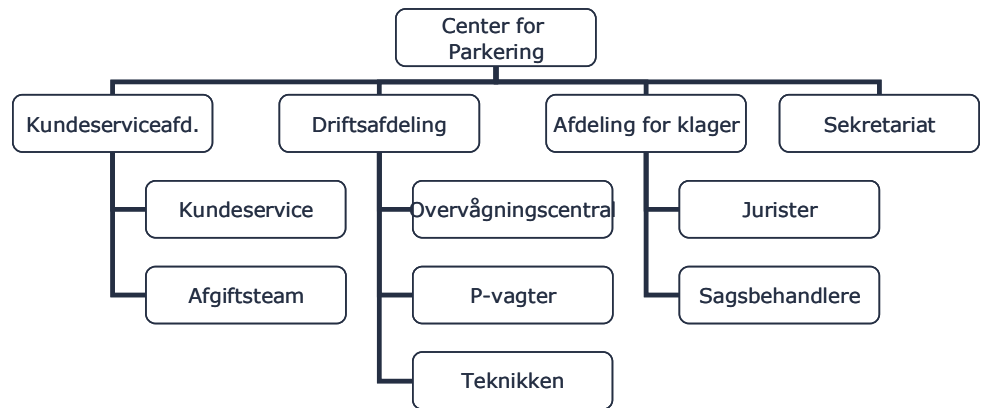 Center for
Parkering
Kundeserviceafd.
Driftsafdeling
Afdeling for klager
Sekretariat
Kundeservice
Overvågningscentral
Jurister
Afgiftsteam
P-vagter
Sagsbehandlere
Teknikken